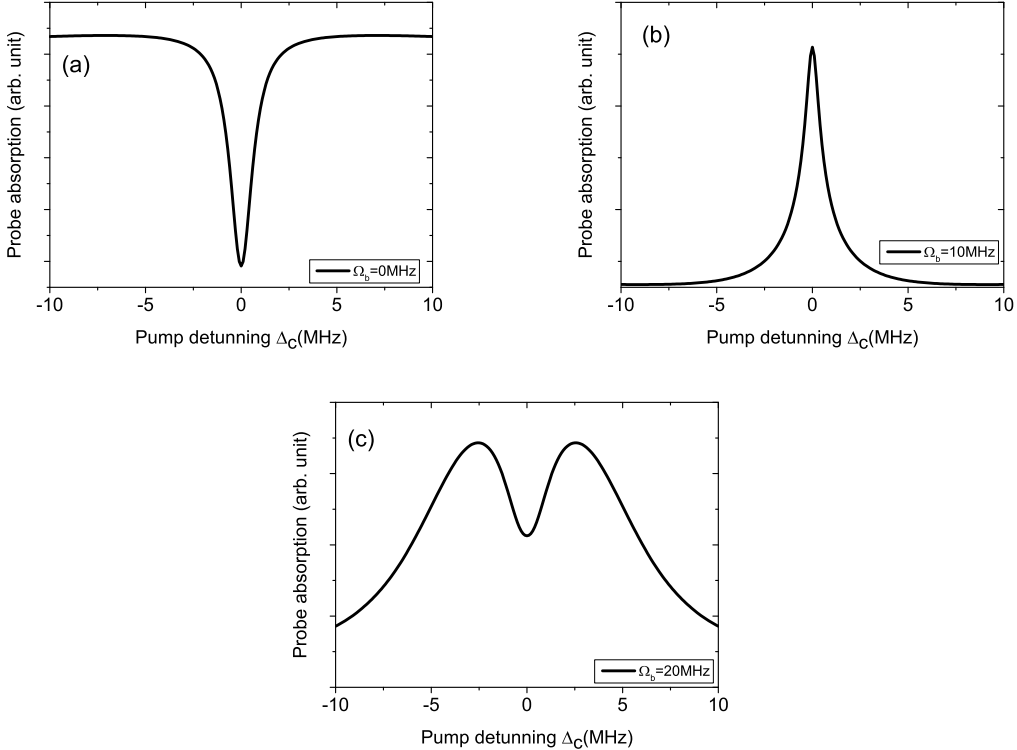 (a)
Probe absorption (arb. unit)
Ω_b=0MHz
-10 -5 0 5 10
Pump detunning Δ_C(MHz)
(b)
Probe absorption (arb. unit)
Ω_b=10MHz
-10 -5 0 5 10
Pump detunning Δ_C(MHz)
(c)
Probe absorption (arb. unit)
Ω_b=20MHz
-10 -5 0 5 10
Pump detunning Δ_C(MHz)